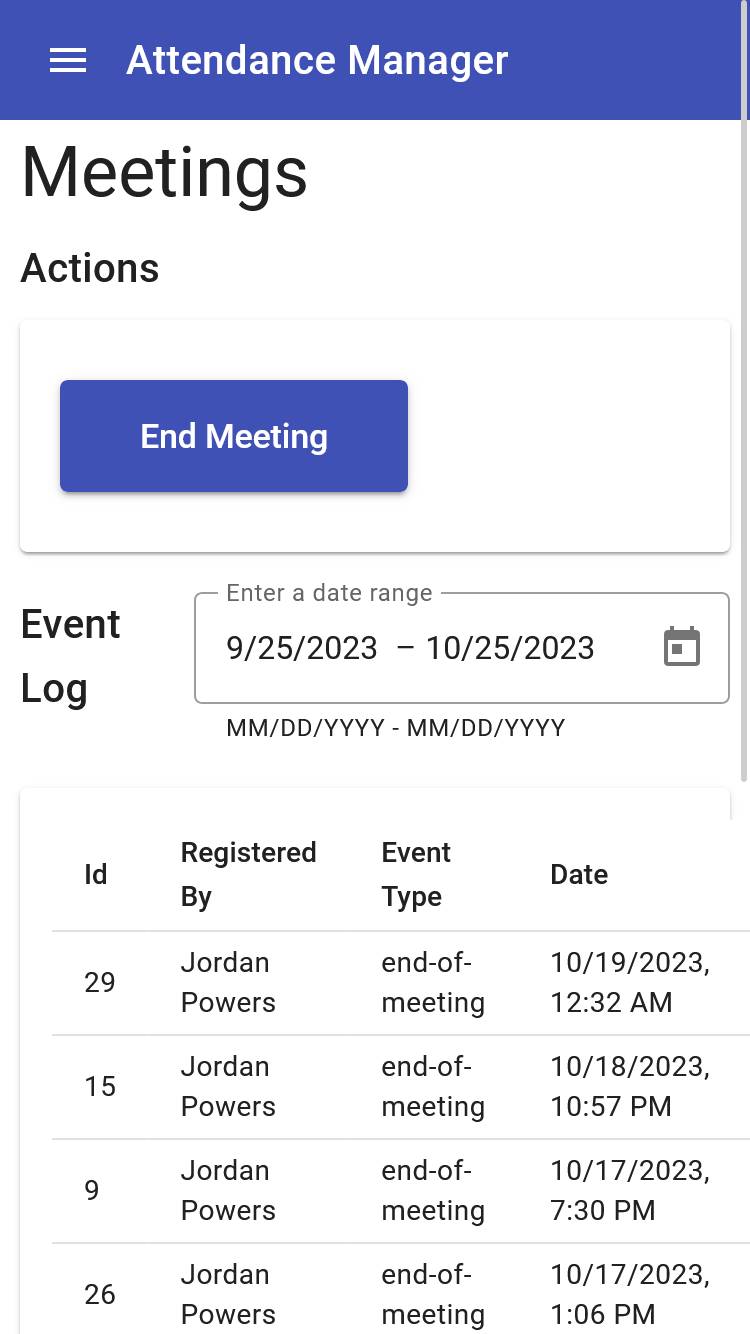 Attendance Manager
Meetings
Actions
End Meeting
Event
Log
Enter a date range
9/25/2023 – 10/25/2023
MM/DD/YYYY - MM/DD/YYYY
Id
Registered
By
Event
Type
Date
29
Jordan
Powers
end-of-
meeting
10/19/2023,
12:32 AM
15
Jordan
Powers
end-of-
meeting
10/18/2023,
10:57 PM
9
Jordan
Powers
end-of-
meeting
10/17/2023,
7:30 PM
26
Jordan
Powers
end-of-
meeting
10/17/2023,
1:06 PM